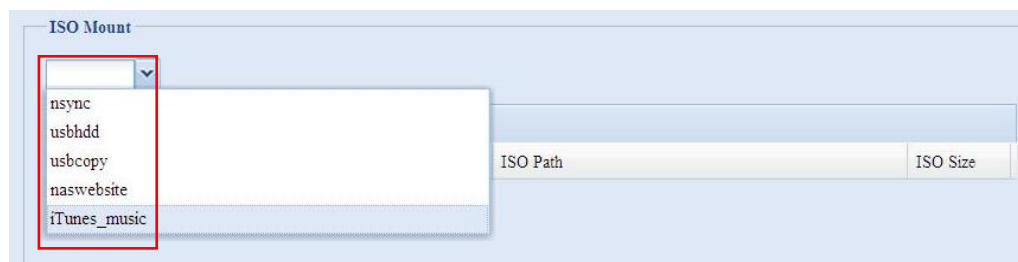 ISO Mount
nsync
usbhdd
usbcopy
ISO Path ISO Size
naswebsite
iTunes_music